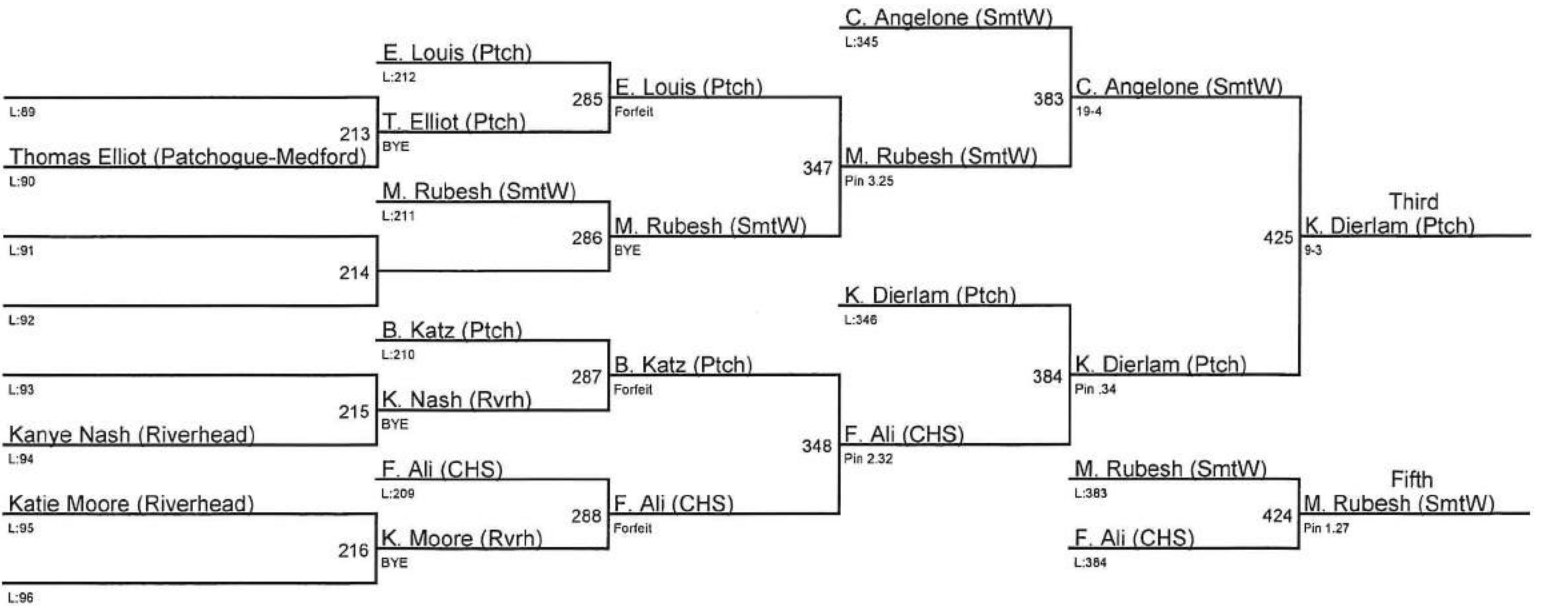 C. Angelone (SmtW)
L:345
E. Louis (Ptch)
L:212
285
E. Louis (Ptch)
Forfeit
383
C. Angelone (SmtW)
19-4
L:89
213
T. Elliot (Ptch)
BYE
Thomas Elliot (Patchogue-Medford)
L:90
347
M. Rubesh (SmtW)
Pin 3.25
M. Rubesh (SmtW)
L:211
286
M. Rubesh (SmtW)
BYE
L:91
214
L:92
Third
425
K. Dierlam (Ptch)
9-3
K. Dierlam (Ptch)
L:346
B. Katz (Ptch)
L:210
287
B. Katz (Ptch)
Forfeit
384
K. Dierlam (Ptch)
Pin .34
L:93
215
K. Nash (Rvrh)
BYE
Kanye Nash (Riverhead)
L:94
348
F. Ali (CHS)
Pin 2.32
F. Ali (CHS)
L:209
288
F. Ali (CHS)
Forfeit
Katie Moore (Riverhead)
L:95
216
K. Moore (Rvrh)
BYE
L:96
M. Rubesh (SmtW)
L:383
Fifth
424
M. Rubesh (SmtW)
Pin 1.27
F. Ali (CHS)
L:384